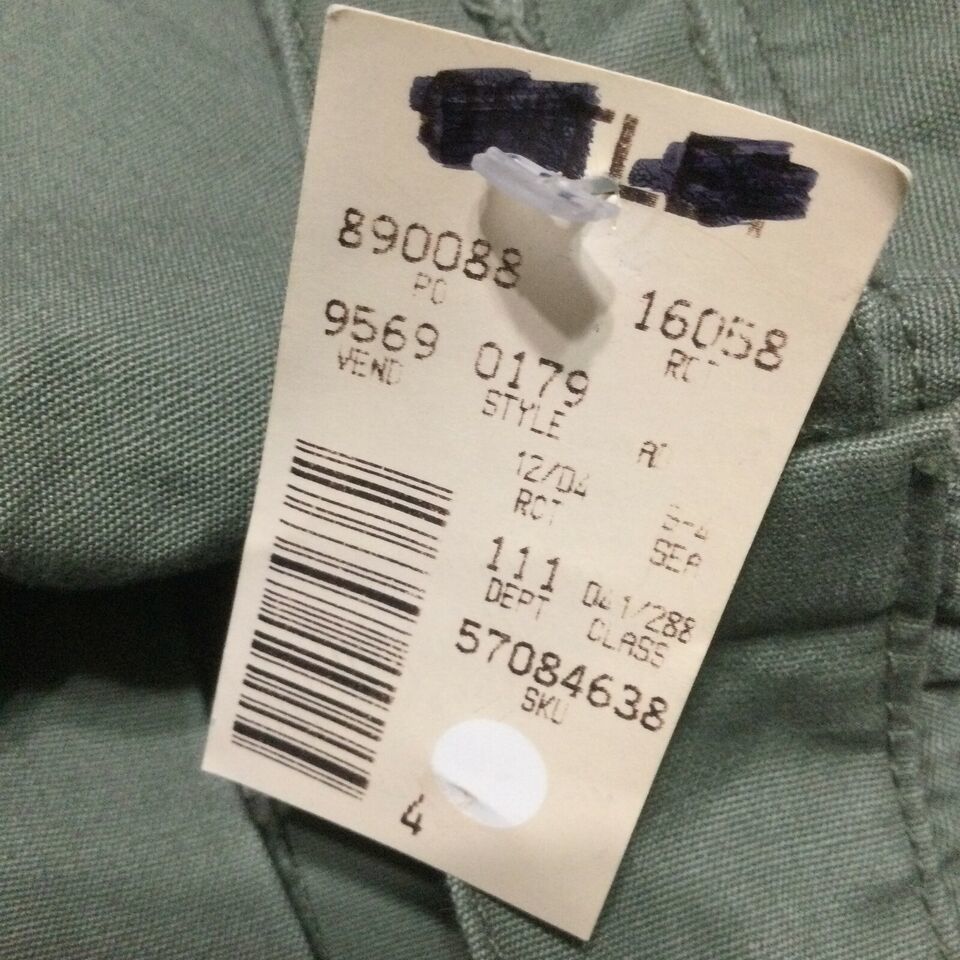 890088
PO
16058
RCT
9569
VEND
0179
STYLE
12/04
RCT
SEA
111
DEPT
041/288
CLASS
57084638
SKU
4